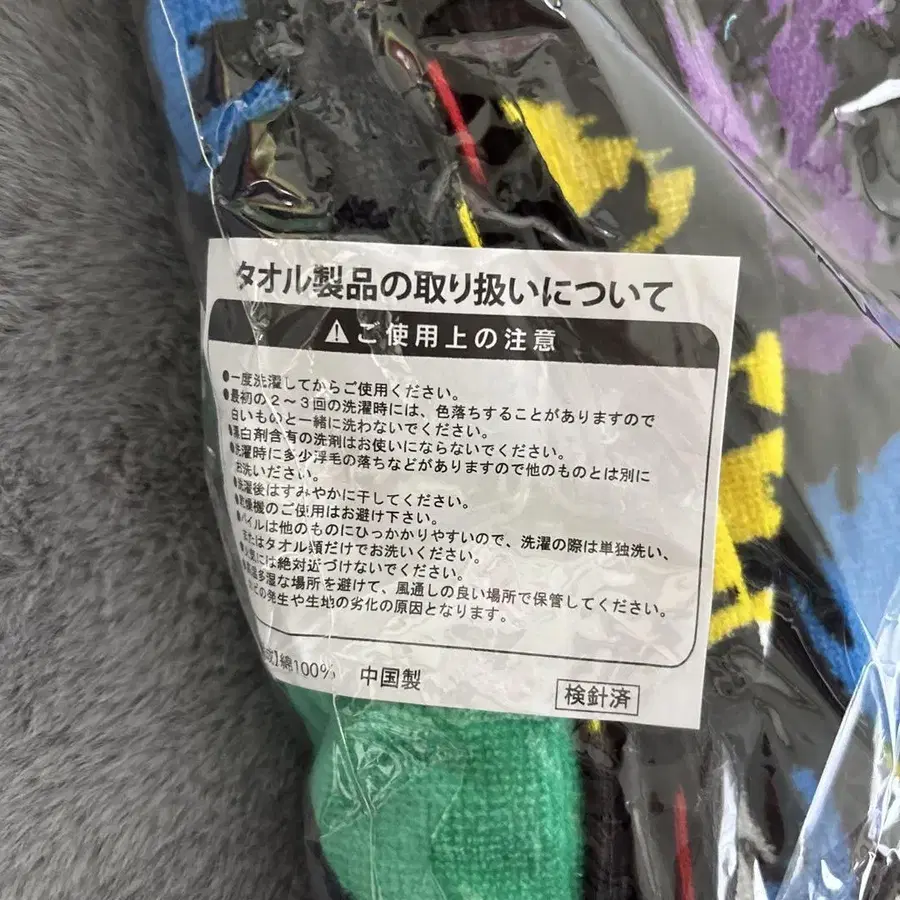 タオル製品の取り扱いについて
⚠ご使用上の注意
●一度洗濯してからご使用ください。
●最初の２～３回の洗濯時には、色落ちすることがありますので
白いものと一緒に洗わないでください。
●漂白剤含有の洗剤はお使いにならないでください。
●洗濯時に多少浮毛の落ちなどがありますので他のものとは別に
お洗いください。
●洗濯後はすみやかに干してください。
●乾燥機のご使用はお避け下さい。
●パイルは他のものにひっかかりやすいので、洗濯の際は単独洗い、
またはタオル類だけでお洗いください。
●火気には絶対近づけないでください。
多湿な場所を避けて、風通しの良い場所で保管してください。
の発生や生地の劣化の原因となります。
成】綿100%　中国製
検針済